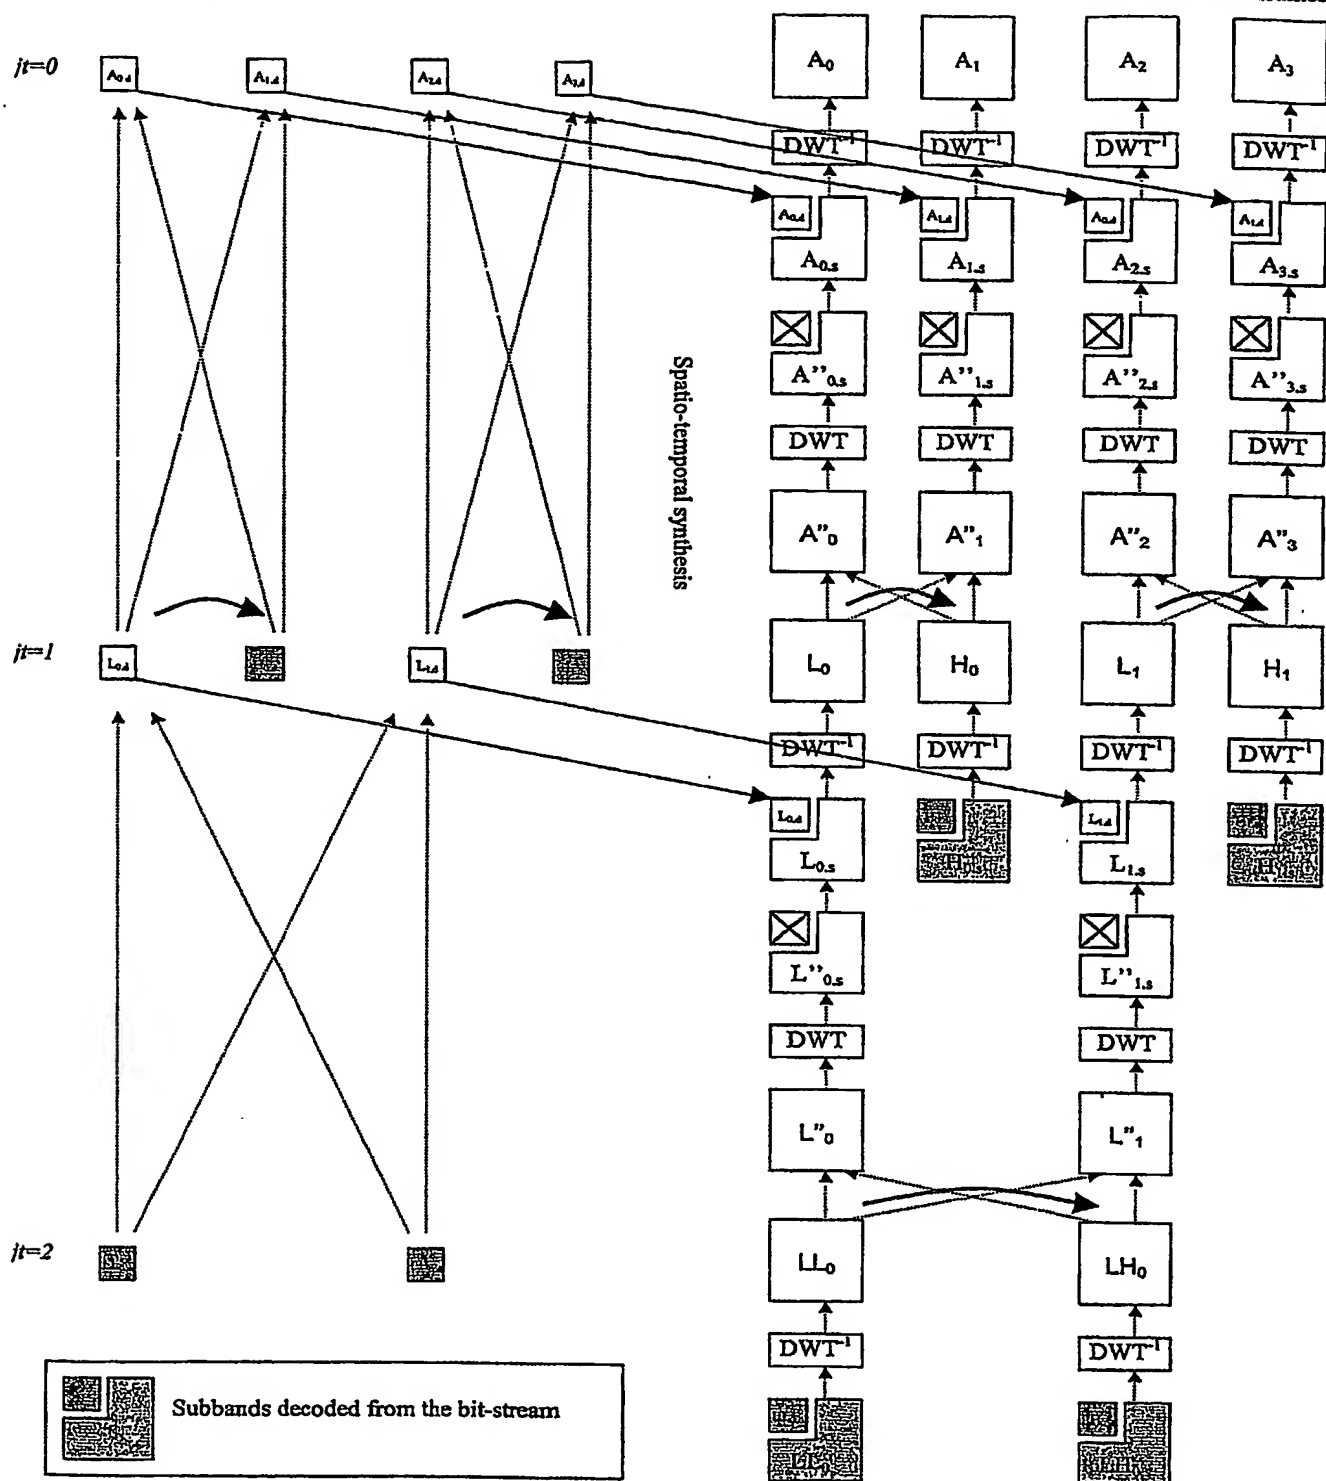 A₀ A₁ A₂ A₃
jt=0 A₀.d A₁.d A₂.d A₃.d
DWT⁻¹ DWT⁻¹ DWT⁻¹ DWT⁻¹
A₀.d A₁.d A₀.d A₁.d
A₀.s A₁.s A₂.s A₃.s
A’’₀.s A’’₁.s A’’₂.s A’’₃.s
Spatio-temporal synthesis
DWT DWT DWT DWT
A"₀ A"₁ A"₂ A"₃
jt=1 L₀.d L₁.d L₀ H₀ L₁ H₁
DWT⁻¹ DWT⁻¹ DWT⁻¹ DWT⁻¹
L₀.d L₁.d
L₀.s L₁.s
L’’₀.s L’’₁.s
DWT DWT
L"₀ L"₁
jt=2 LL₀ LH₀
DWT⁻¹ DWT⁻¹
Subbands decoded from the bit-stream